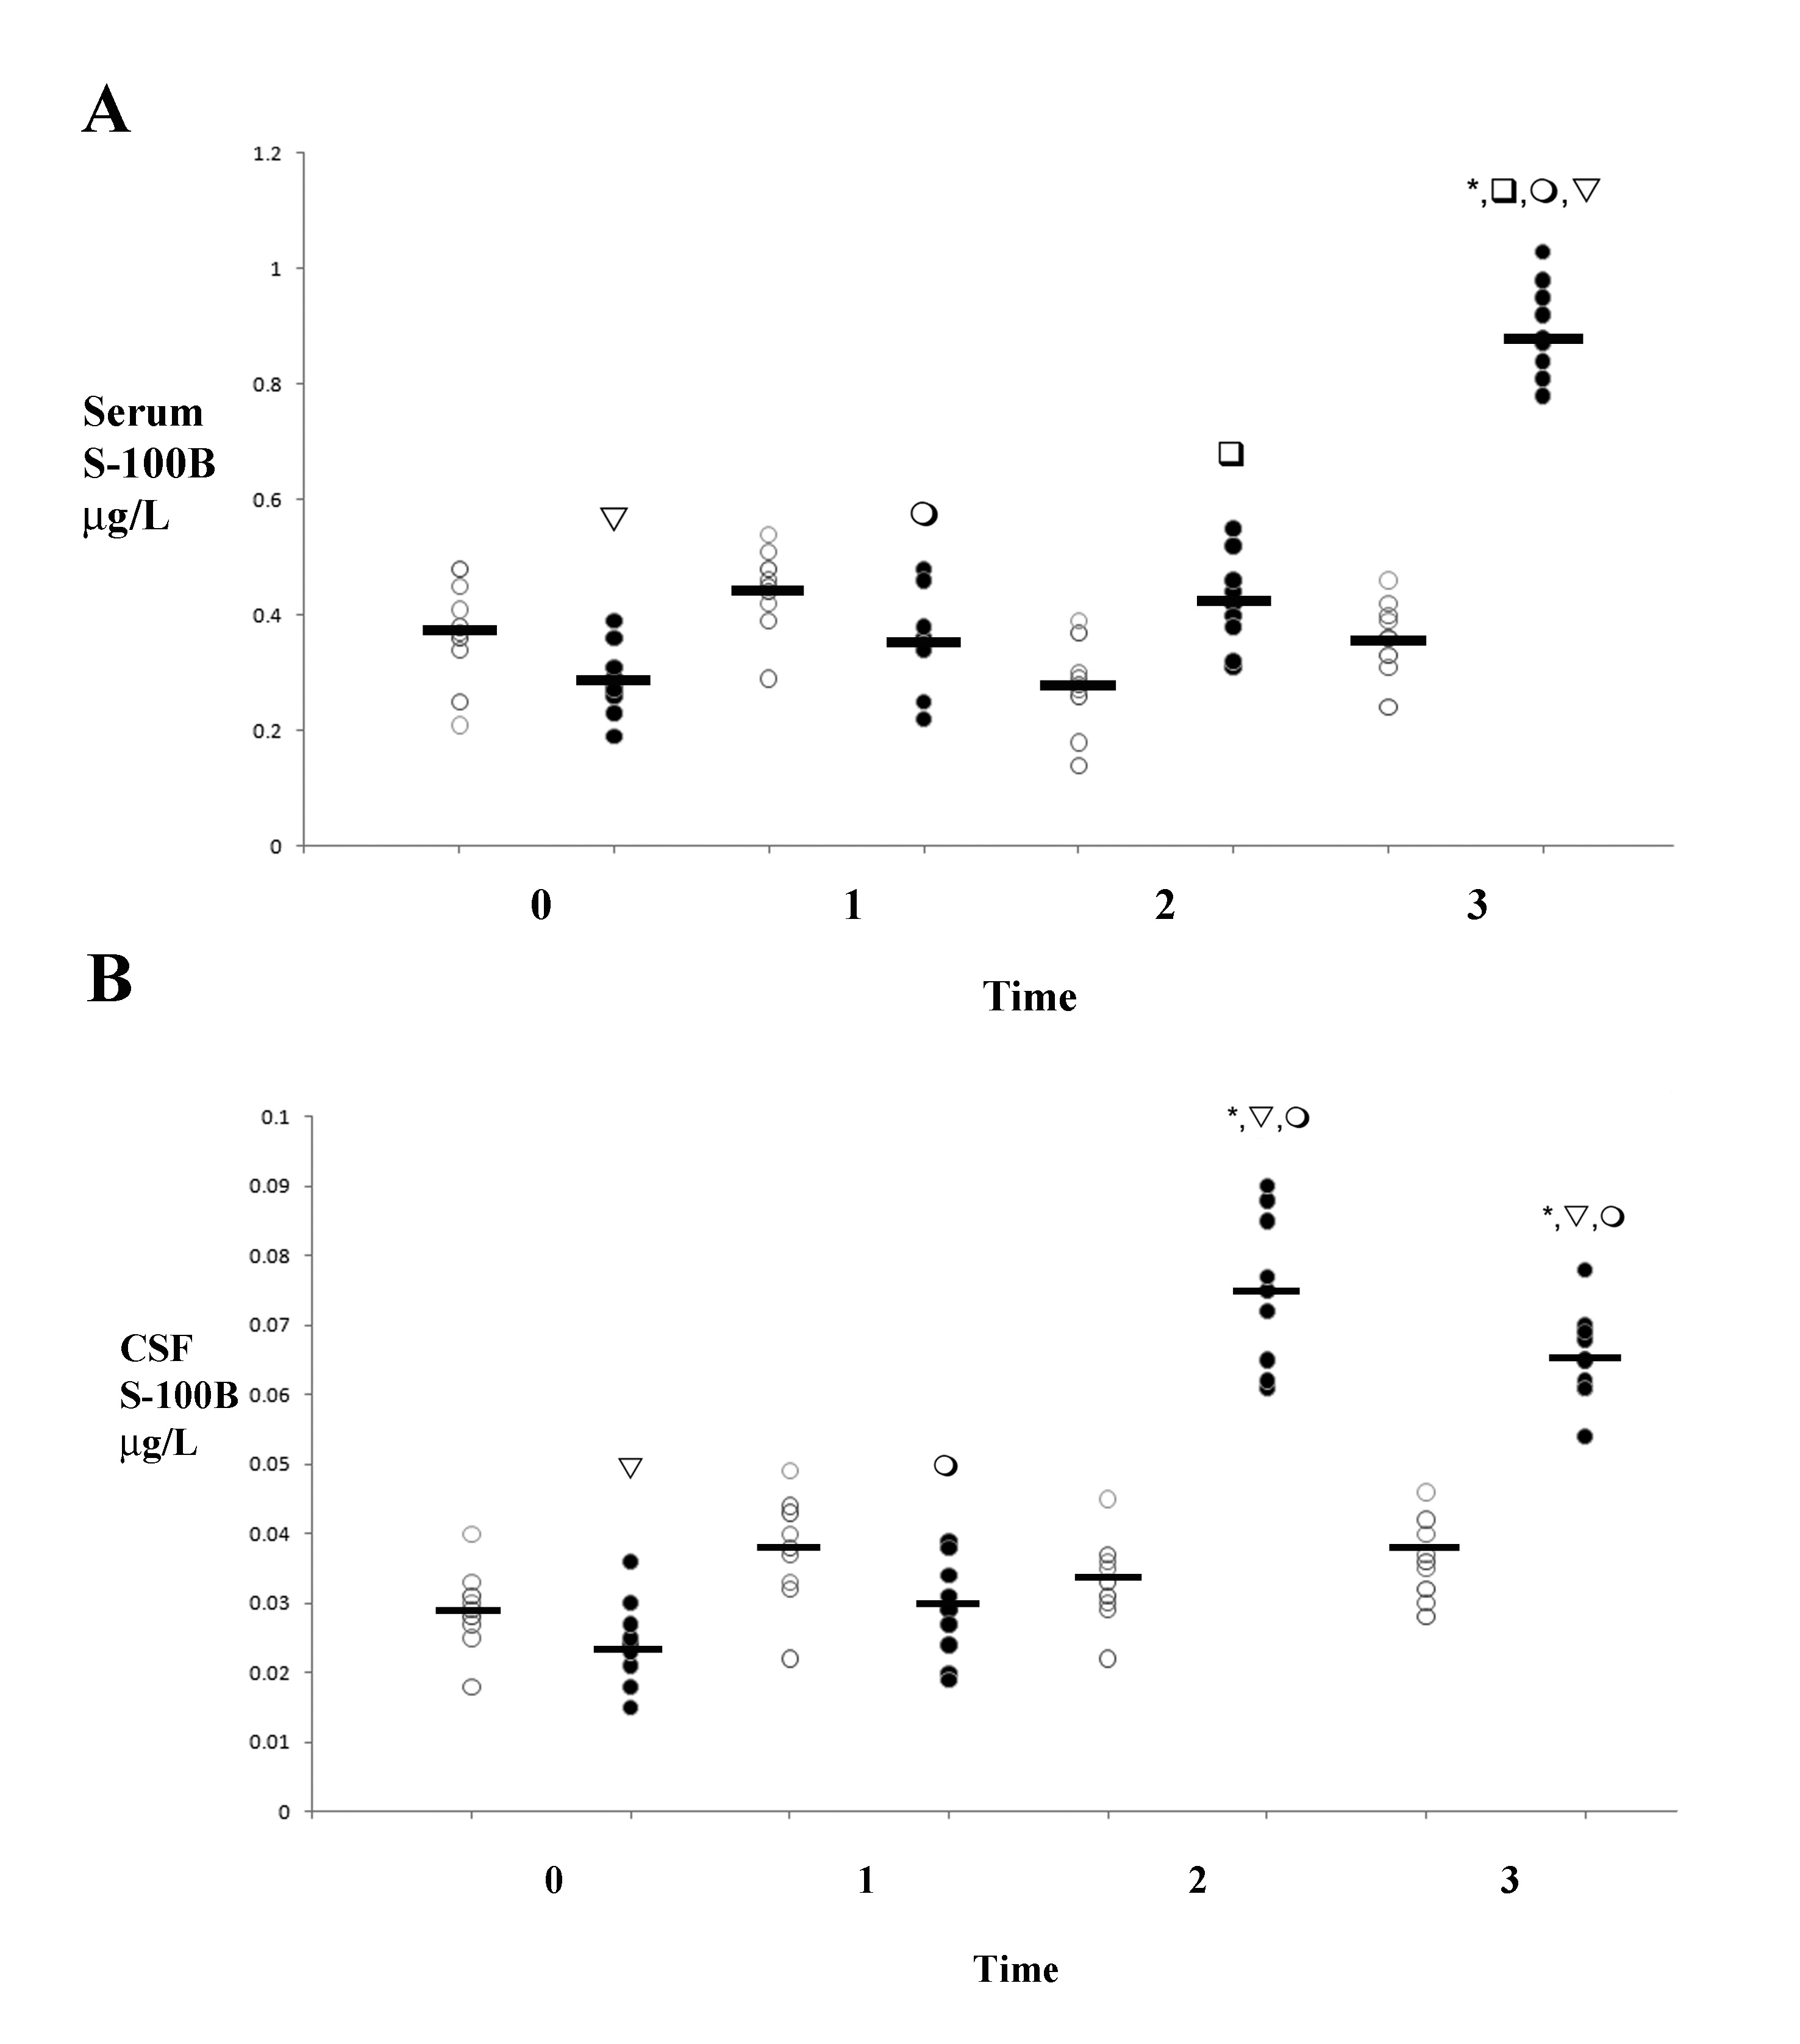 A
1.2
*,❏,❍,▽
1
0.8
Serum
S-100B
μg/L
❏
0.6
▽
❍
0.4
0.2
0
0 1 2 3
Time
B
0.1
*,▽,❍
0.09
*,▽,❍
0.08
0.07
CSF
S-100B
μg/L
0.06
0.05
▽
❍
0.04
0.03
0.02
0.01
0
0 1 2 3
Time